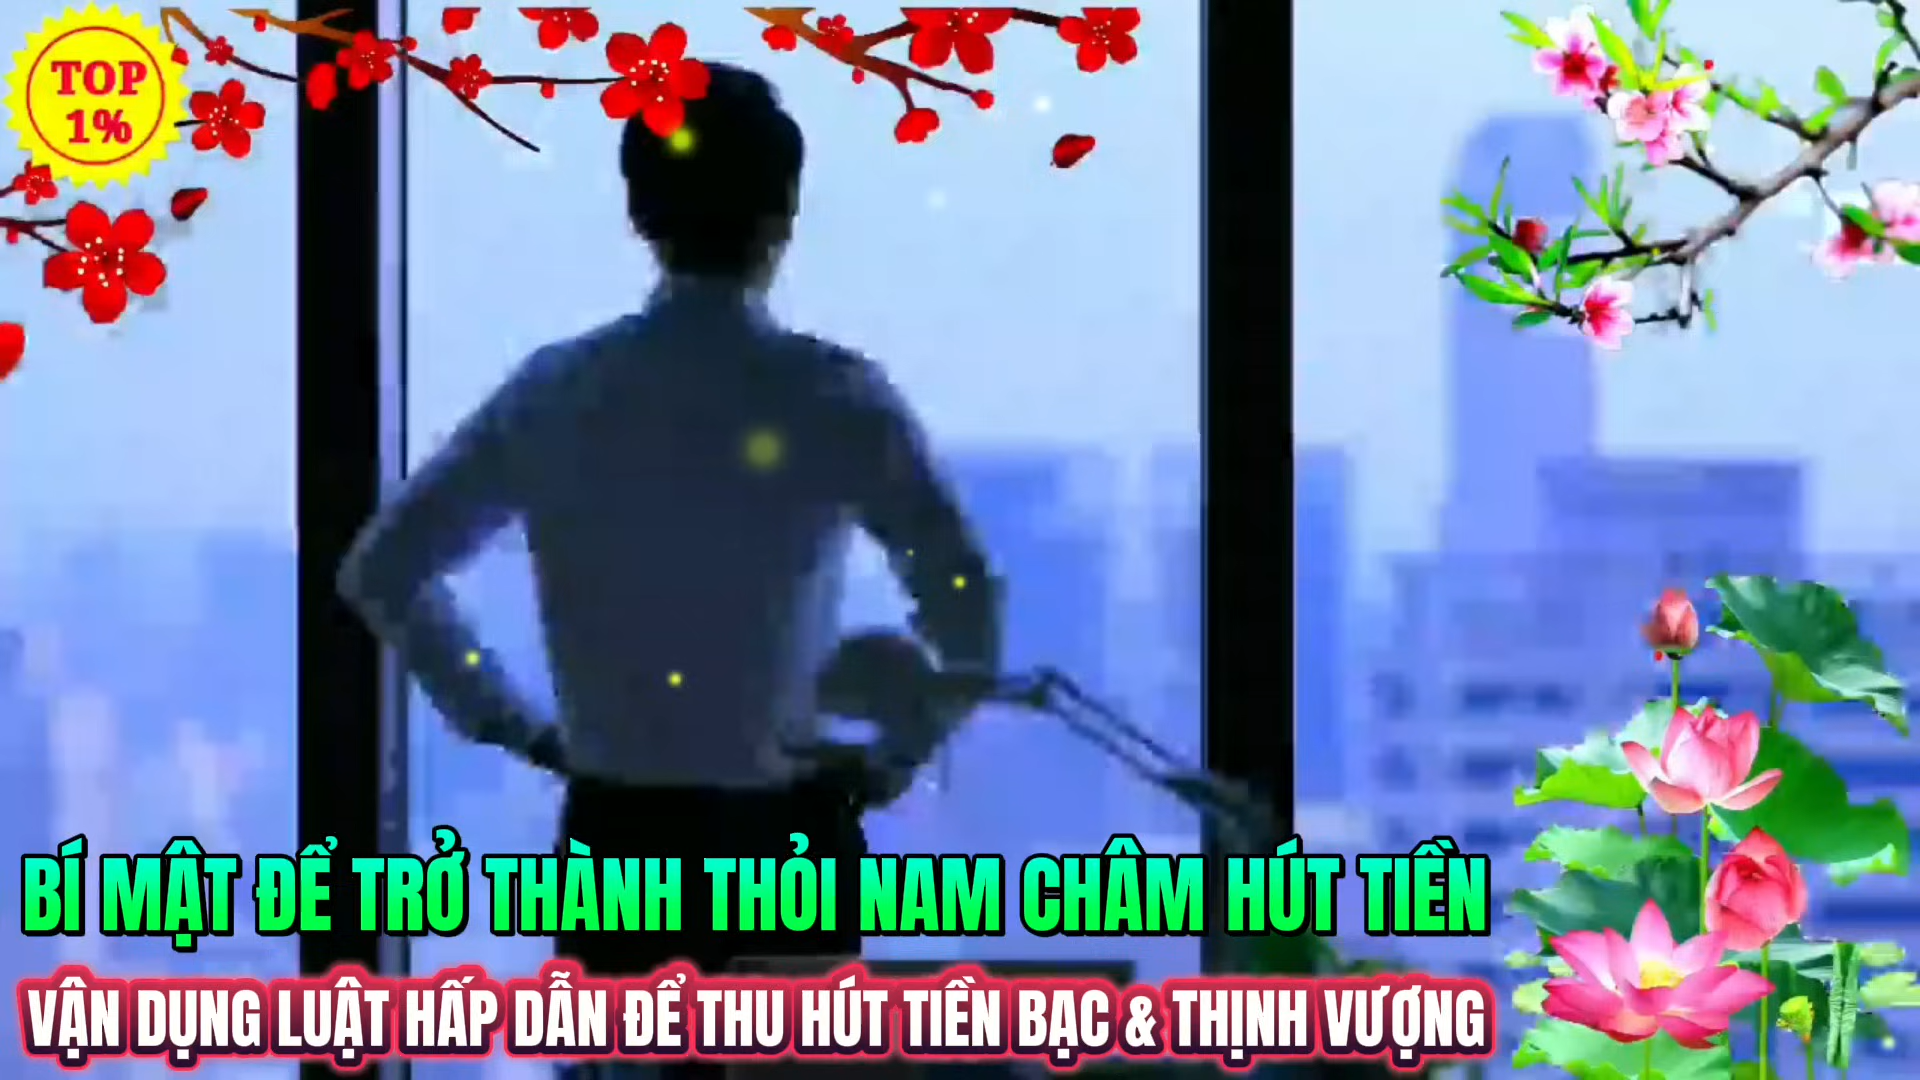 TOP
1%
BÍ MẬT ĐỂ TRỞ THÀNH THỎI NAM CHÂM HÚT TIỀN
VẬN DỤNG LUẬT HẤP DẪN ĐỂ THU HÚT TIỀN BẠC & THỊNH VƯỢNG